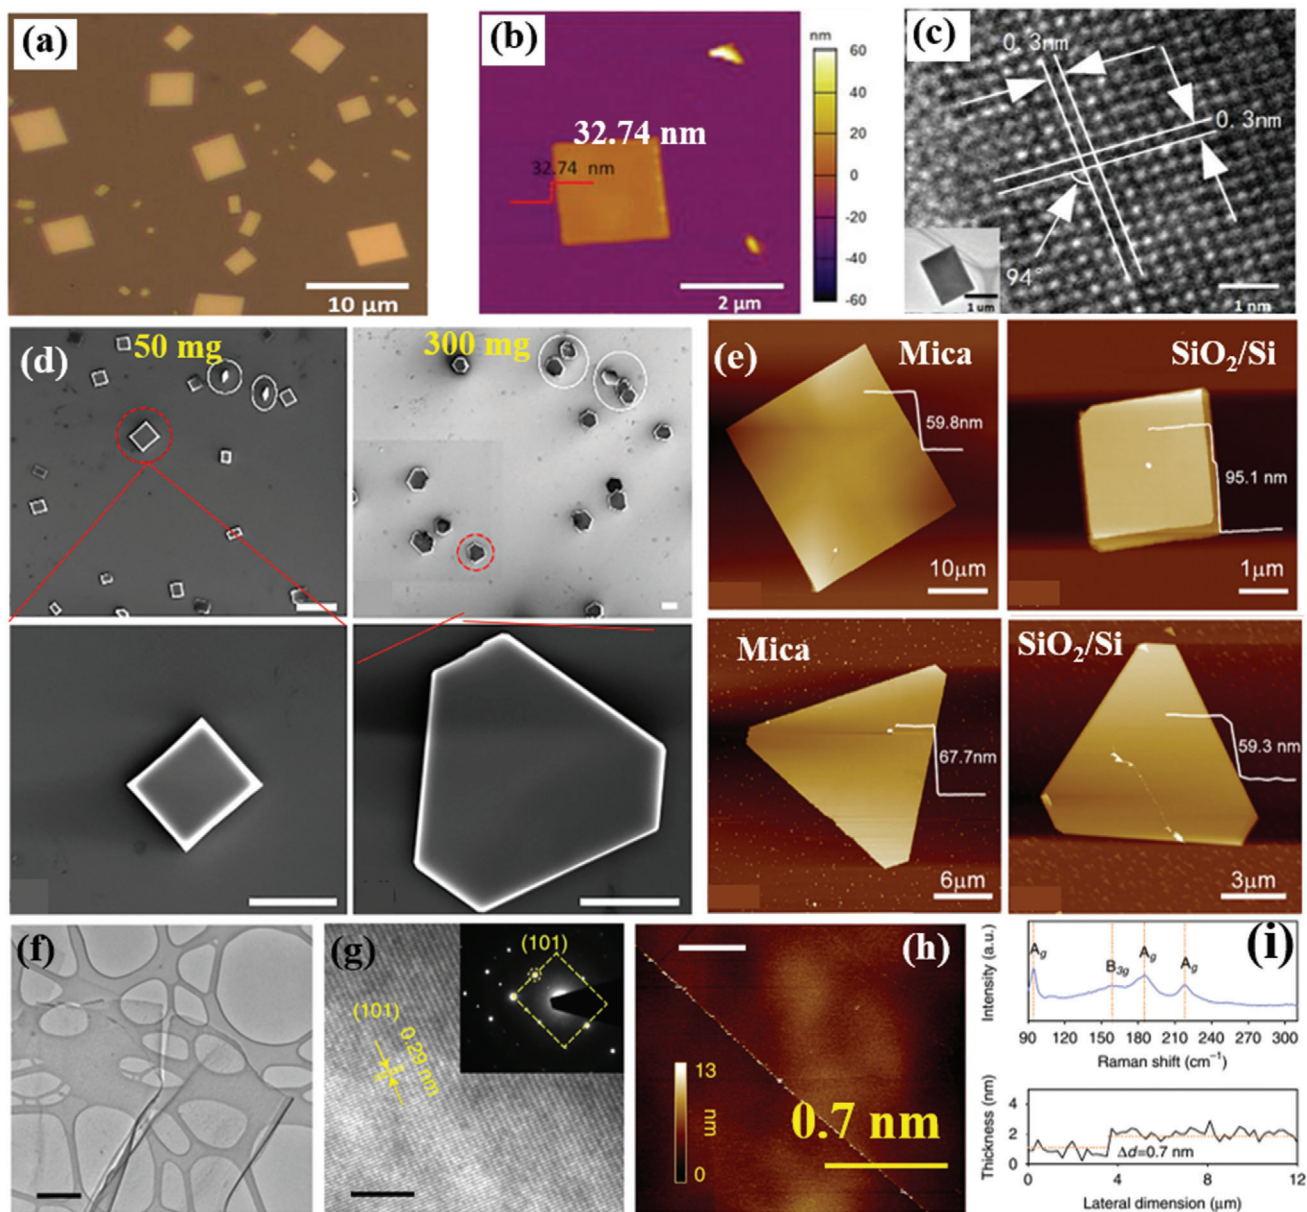 (a)
10 μm
(b)
32.74 nm
32.74 nm
2 μm
nm
60
40
20
0
-20
-40
-60
(c)
0.3nm
0.3nm
94°
1 um
1 nm
(d)
50 mg
300 mg
(e)
Mica
59.8nm
10μm
SiO2/Si
95.1 nm
1μm
Mica
67.7nm
6μm
SiO2/Si
59.3 nm
3μm
(f)
(g)
(101)
(101)
0.29 nm
(h)
13
nm
0
0.7 nm
(i)
Intensity (a.u.)
Ag
B3g
Ag
Ag
90 120 150 180 210 240 270 300
Raman shift (cm⁻¹)
Thickness (nm)
4
2
0
Δd=0.7 nm
0 4 8 12
Lateral dimension (μm)